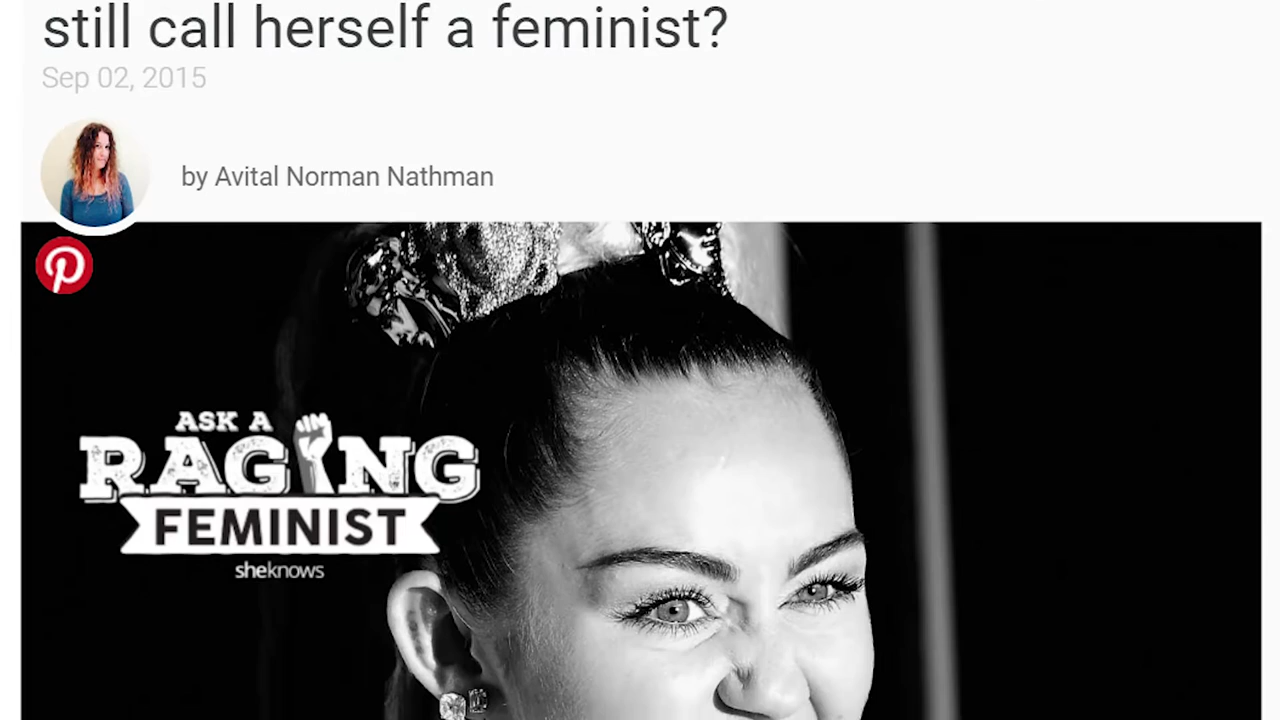 still call herself a feminist?
Sep 02, 2015
by Avital Norman Nathman
ASK A
RAGING
FEMINIST
sheknows